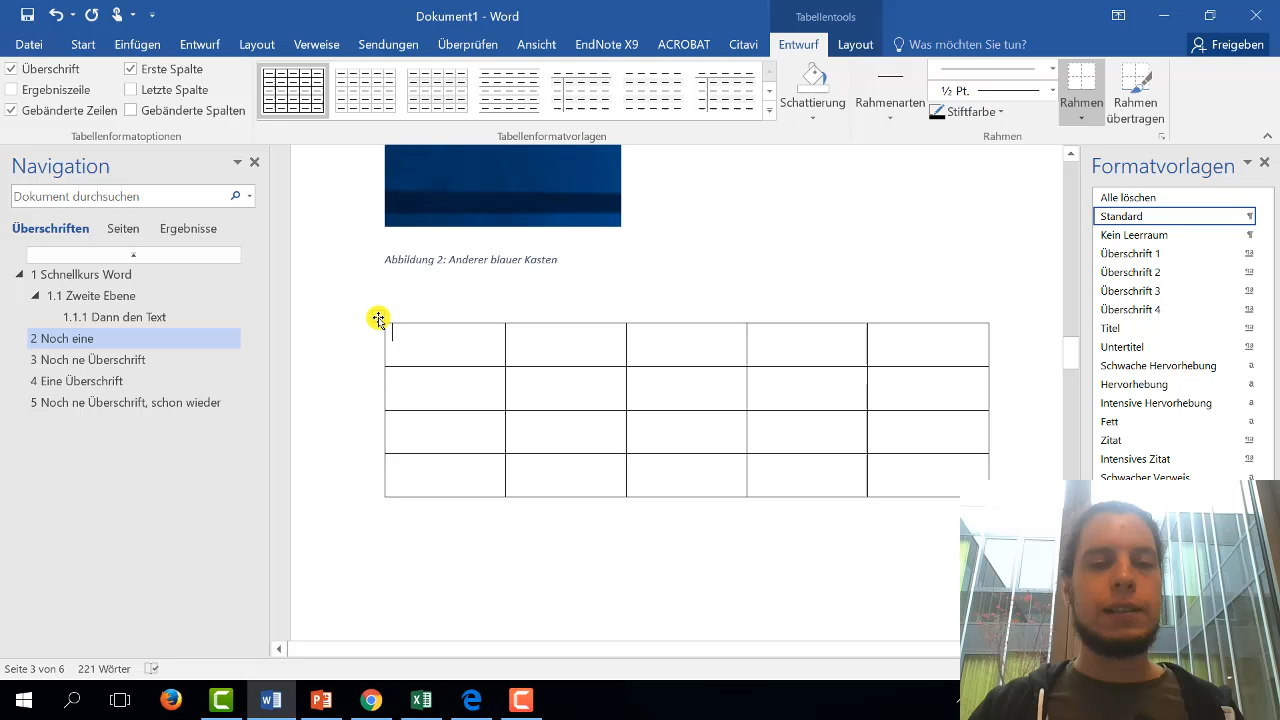 Dokument1 - Word
Tabellentools
Datei Start Einfügen Entwurf Layout Verweise Sendungen Überprüfen Ansicht EndNote X9 ACROBAT Citavi Entwurf Layout Was möchten Sie tun? Freigeben
Überschrift Erste Spalte
Ergebniszeile Letzte Spalte
Gebänderte Zeilen Gebänderte Spalten
Tabellenformatoptionen
Tabellenformatvorlagen
Schattierung
Rahmenarten
½ Pt.
Stiftfarbe
Rahmen
Rahmen übertragen
Rahmen
Navigation
Dokument durchsuchen
Überschriften Seiten Ergebnisse
1 Schnellkurs Word
1.1 Zweite Ebene
1.1.1 Dann den Text
2 Noch eine
3 Noch ne Überschrift
4 Eine Überschrift
5 Noch ne Überschrift, schon wieder
Abbildung 2: Anderer blauer Kasten
Formatvorlagen
Alle löschen
Standard
Kein Leerraum
Überschrift 1
Überschrift 2
Überschrift 3
Überschrift 4
Titel
Untertitel
Schwache Hervorhebung
Hervorhebung
Intensive Hervorhebung
Fett
Zitat
Intensives Zitat
Schwacher Verweis
Seite 3 von 6 221 Wörter